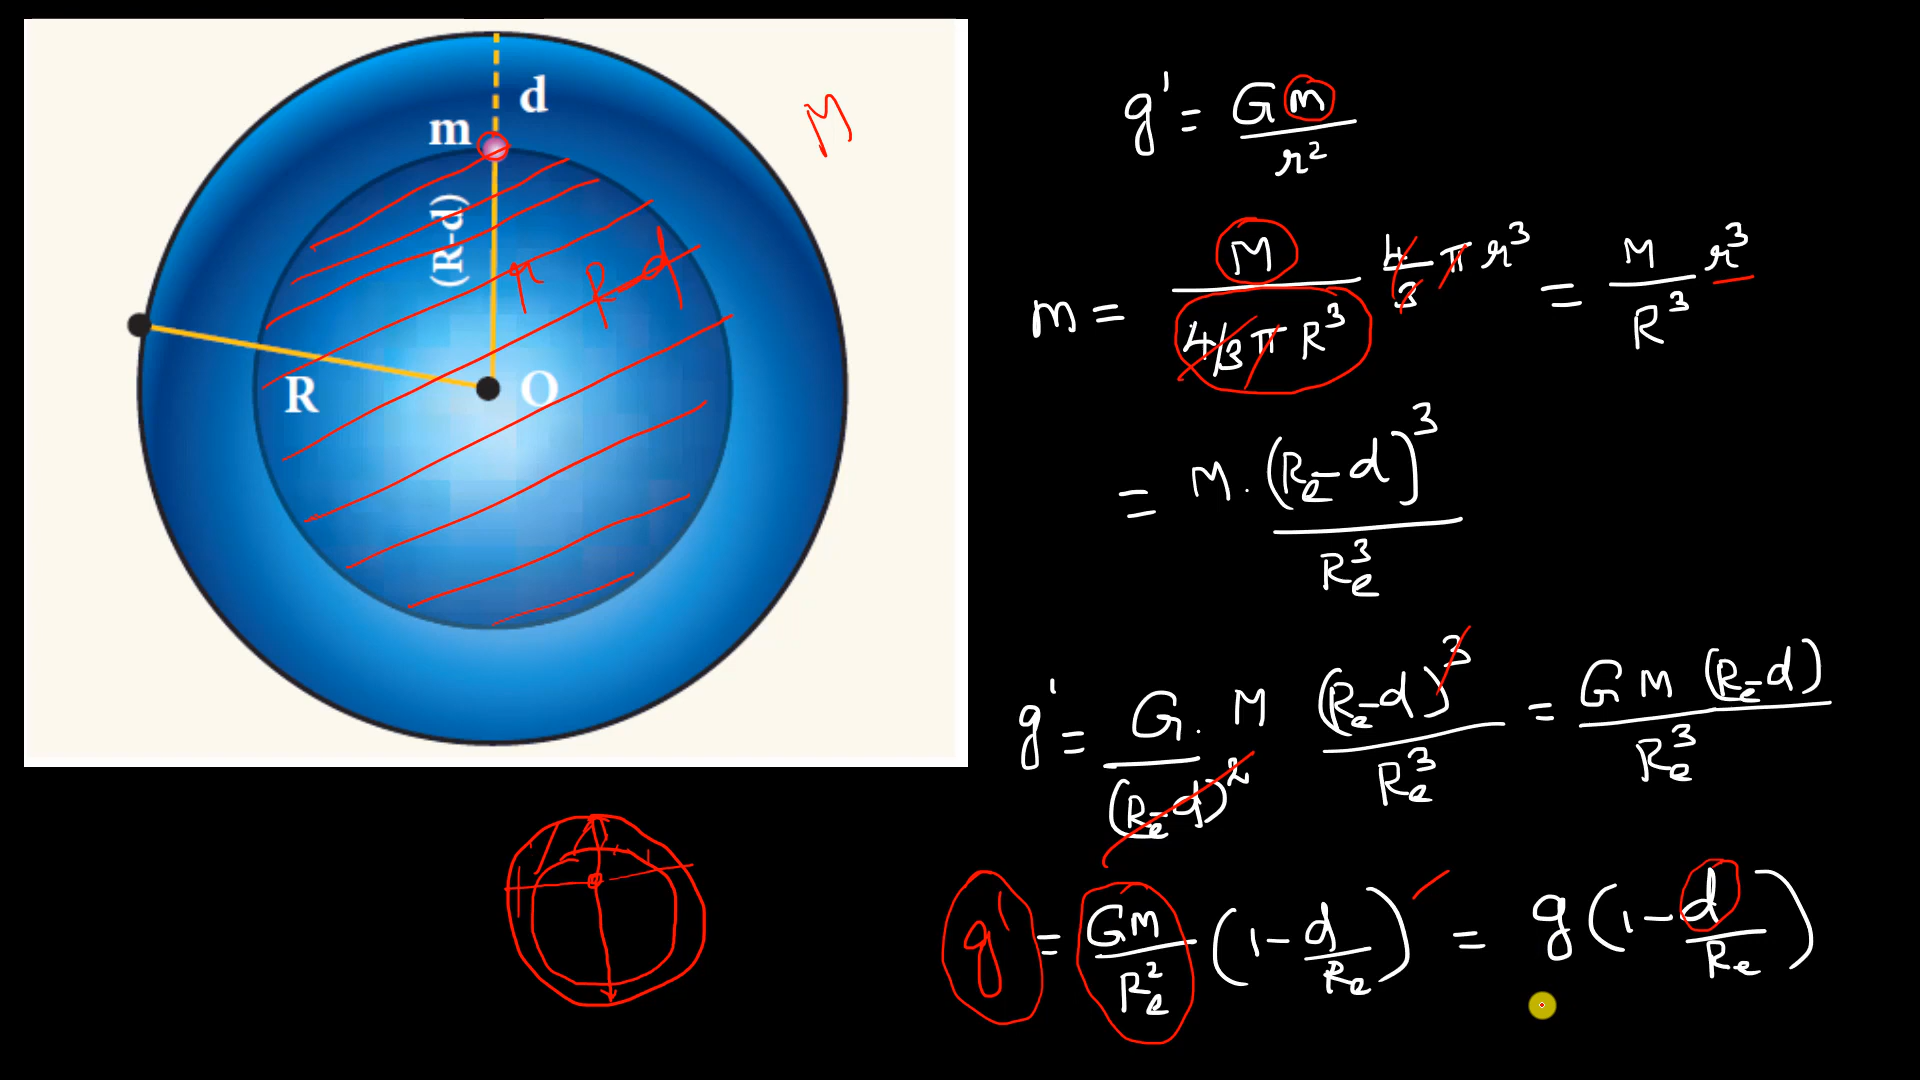 d
m
M
(R-d)
r R-d
R
O
g' = Gm/r²
m = M/(4/3 π R³) 4/3 π r³ = M/R³ r³
= M . (Re-d)³/Re³
g' = G. M/(Re-d)² (Re-d)³/Re³ = GM (Re-d)/Re³
g' = GM/Re² (1-d/Re) = g(1-d/Re)